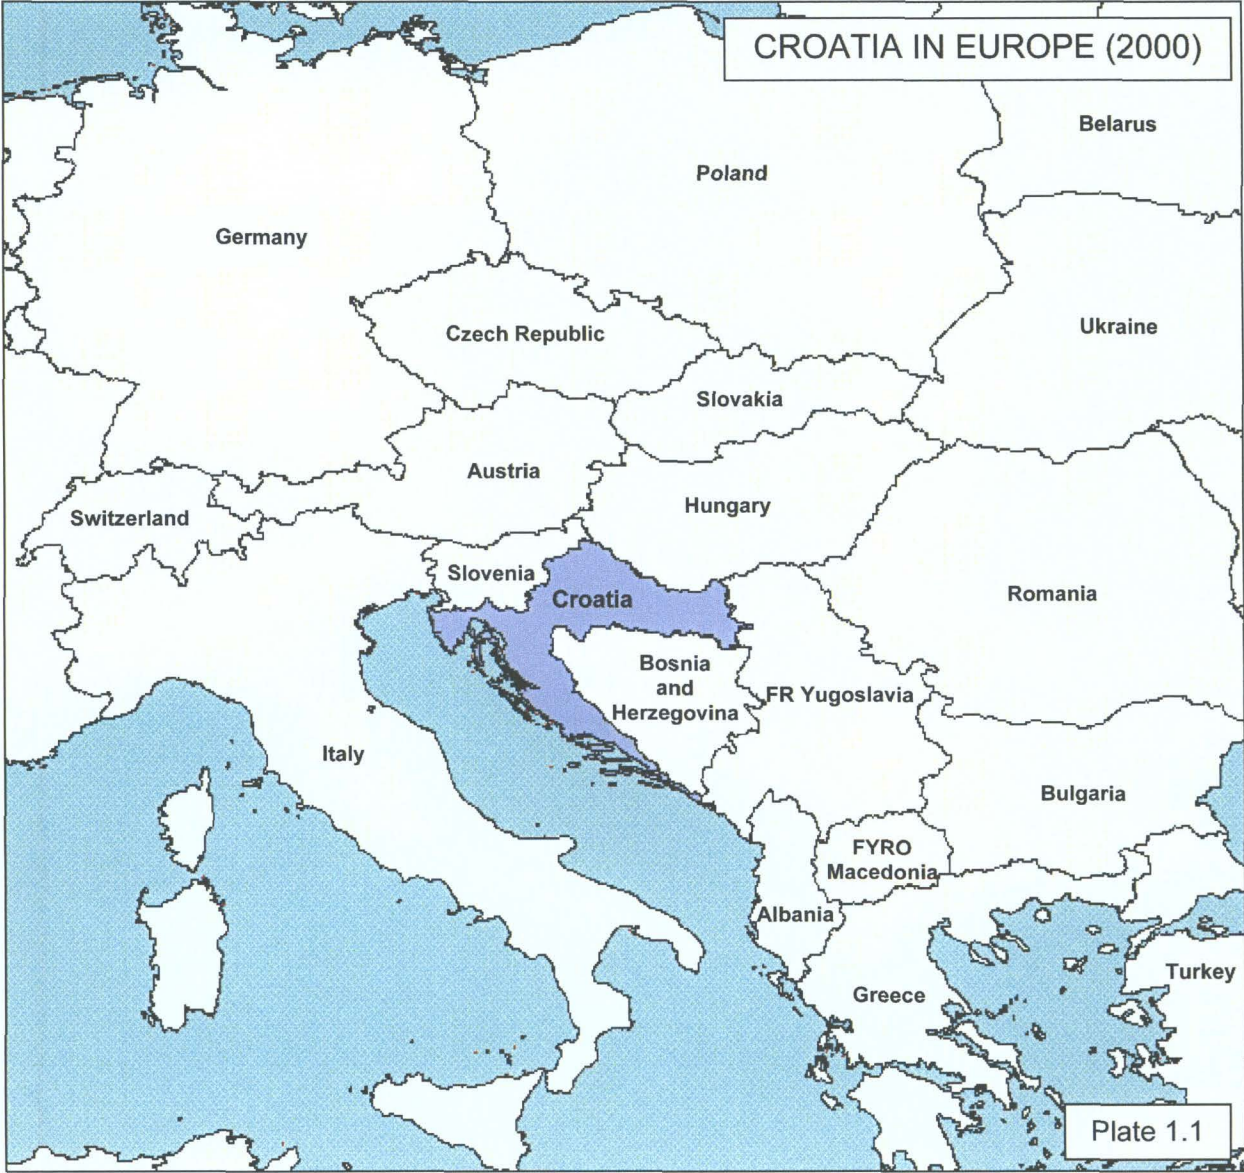 CROATIA IN EUROPE (2000)
Belarus
Poland
Germany
Czech Republic
Ukraine
Slovakia
Austria
Hungary
Switzerland
Slovenia
Croatia
Romania
Bosnia
and
Herzegovina
FR Yugoslavia
Italy
Bulgaria
FYRO
Macedonia
Albania
Turkey
Greece
Plate 1.1